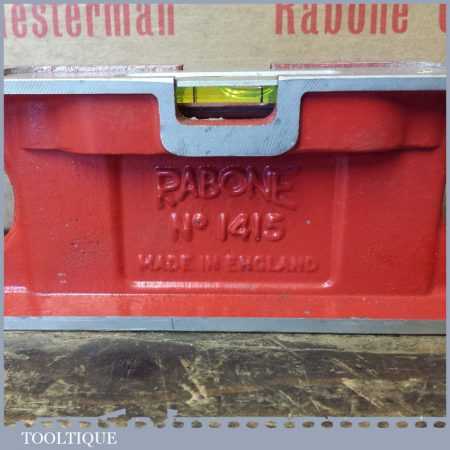 esterman Rabone C
RABONE
Nº 1415
MADE IN ENGLAND
TOOLTIQUE